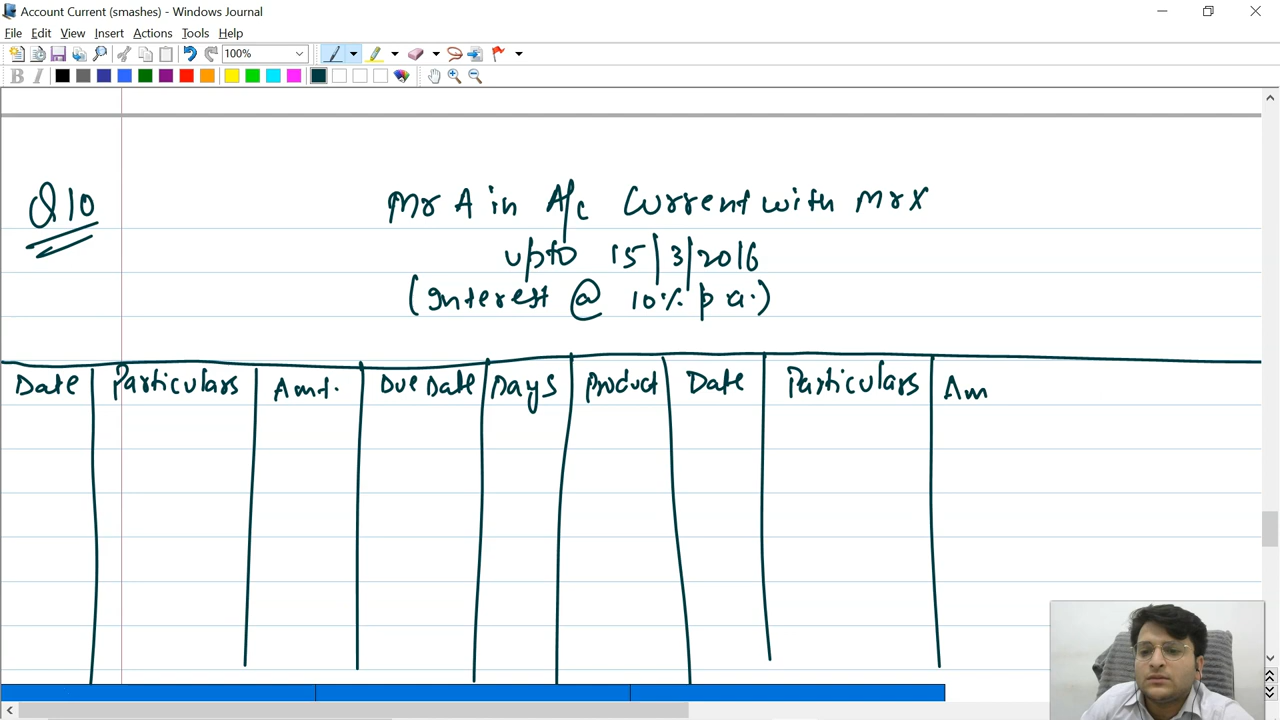 Account Current (smashes) - Windows Journal
File Edit View Insert Actions Tools Help
100%
B I
Q10
Mr A in A/c Current with Mr X
upto 15/3/2016
(Interest @ 10% p.a.)
Date Particulars Amt. Due Date Days Product Date Particulars Am